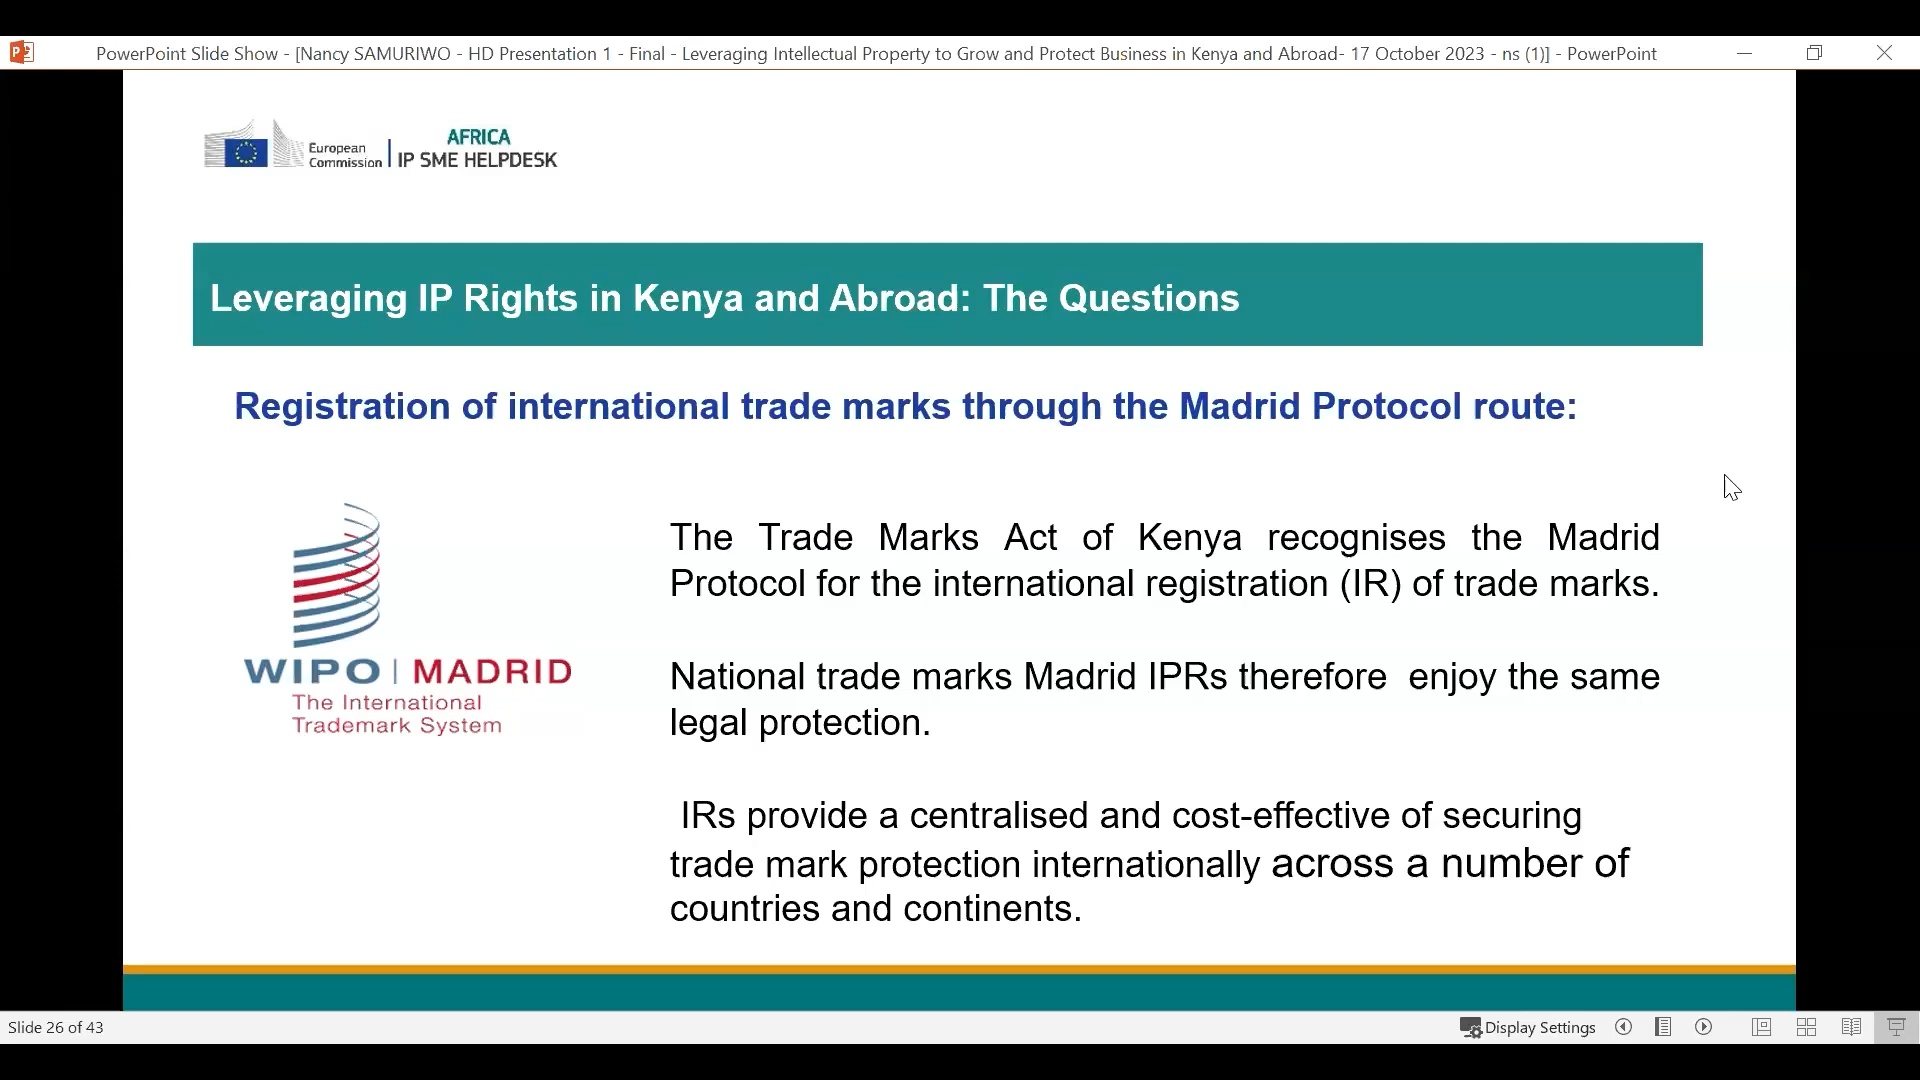 PowerPoint Slide Show - [Nancy SAMURIWO - HD Presentation 1 - Final - Leveraging Intellectual Property to Grow and Protect Business in Kenya and Abroad- 17 October 2023 - ns (1)] - PowerPoint
European
Commission
AFRICA
IP SME HELPDESK
Leveraging IP Rights in Kenya and Abroad: The Questions
Registration of international trade marks through the Madrid Protocol route:
WIPO | MADRID
The International
Trademark System
The Trade Marks Act of Kenya recognises the Madrid
Protocol for the international registration (IR) of trade marks.
National trade marks Madrid IPRs therefore enjoy the same
legal protection.
IRs provide a centralised and cost-effective of securing
trade mark protection internationally across a number of
countries and continents.
Slide 26 of 43
Display Settings